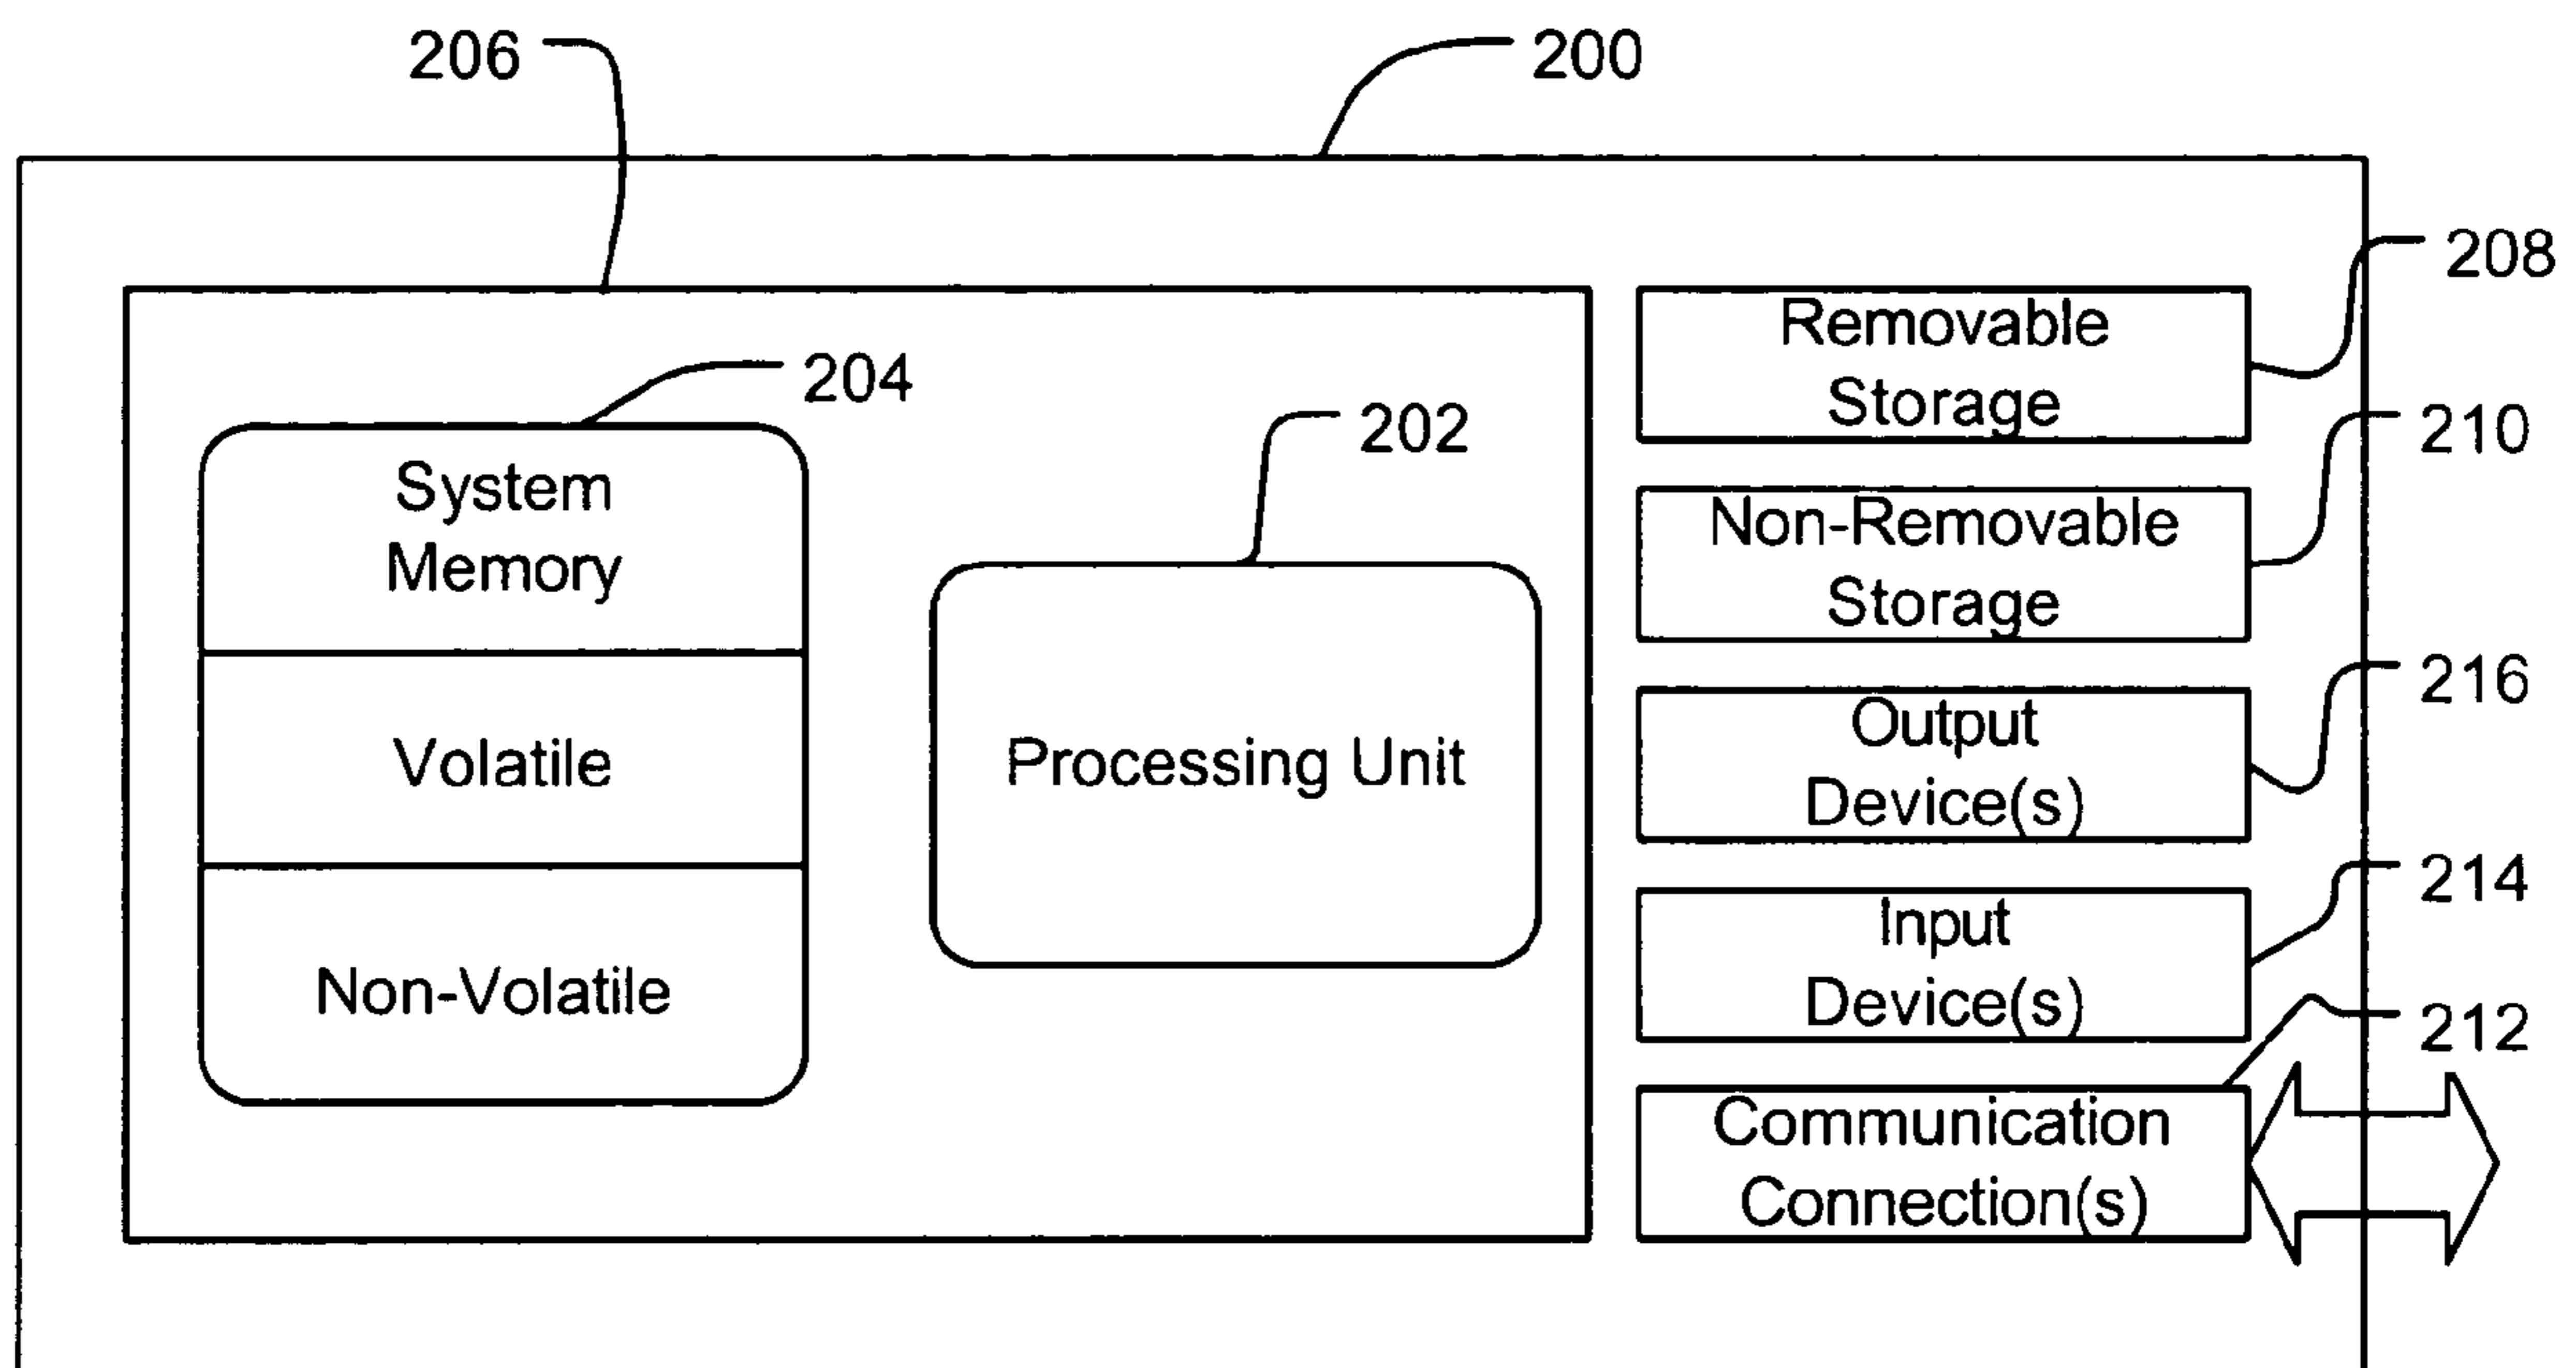 206
200
208
Removable
Storage
204
202
210
System
Memory
Non-Removable
Storage
216
Output
Device(s)
Volatile
Processing Unit
214
Input
Device(s)
Non-Volatile
212
Communication
Connection(s)